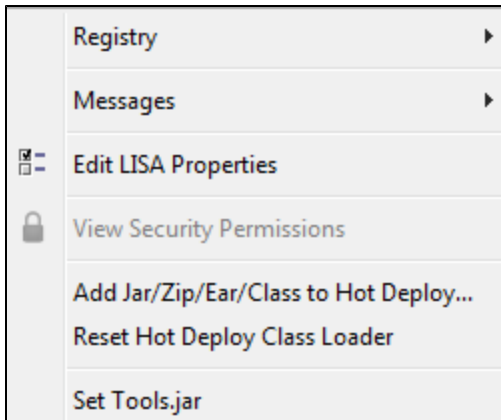 Registry
Messages
Edit LISA Properties
View Security Permissions
Add Jar/Zip/Ear/Class to Hot Deploy...
Reset Hot Deploy Class Loader
Set Tools.jar